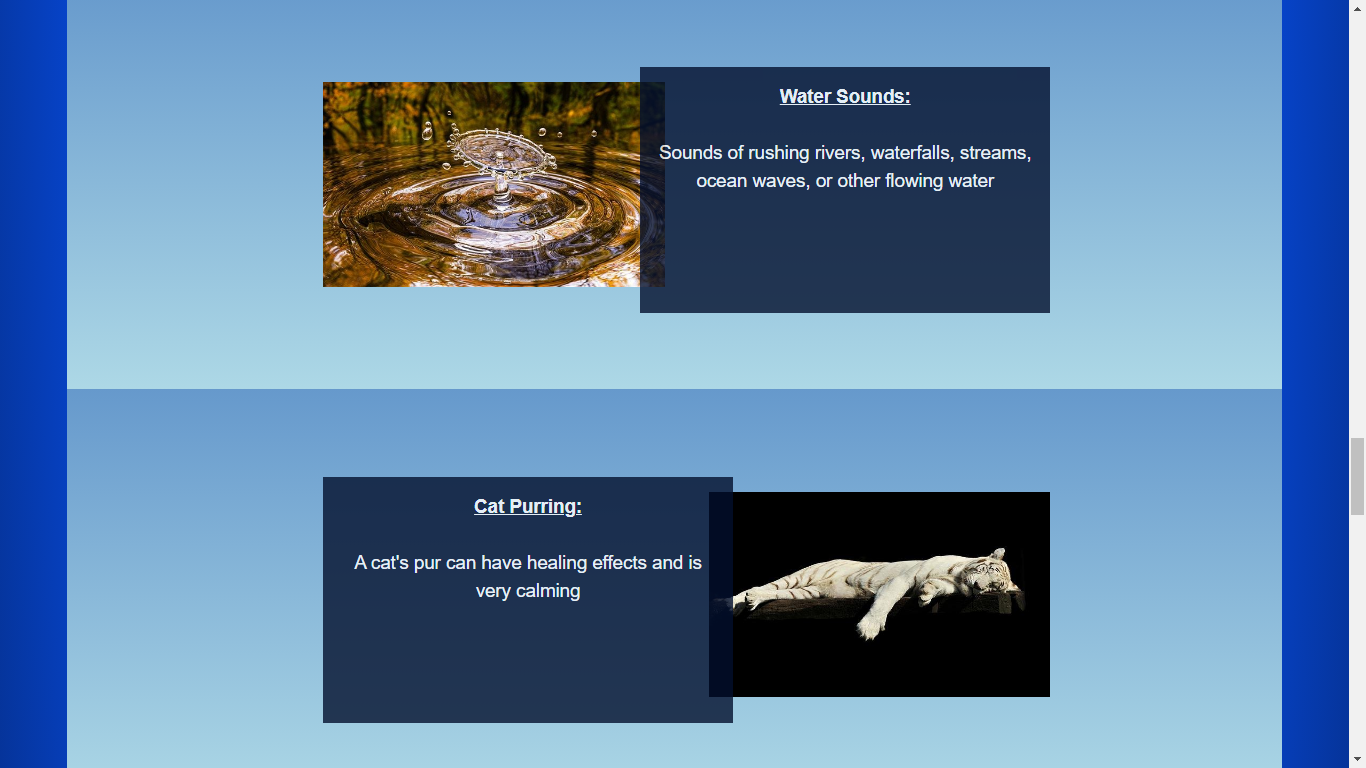 Water Sounds:
Sounds of rushing rivers, waterfalls, streams,
ocean waves, or other flowing water
Cat Purring:
A cat's pur can have healing effects and is
very calming